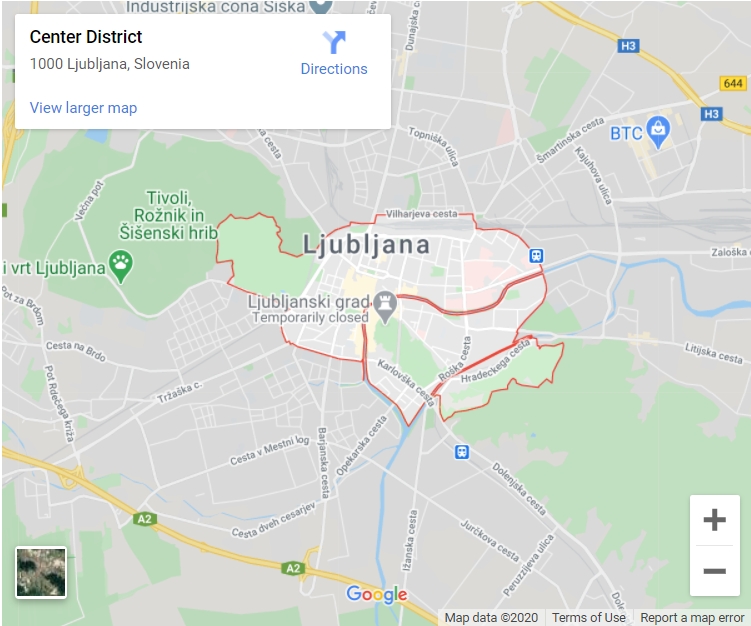 Industrijska cona Šiška
Center District
1000 Ljubljana, Slovenia
Directions
View larger map
Dunajska c.
H3
644
H3
BTC
Topniška ulica
Šmartinska cesta
Kajuhova ulica
cesta
Večna pot
Tivoli,
Rožnik in
Šišenski hrib
Vilharjeva cesta
Ljubljana
Zaloška c
i vrt Ljubljana
Ljubljanski grad
Temporarily closed
Pot za Brdom
Cesta na Brdo
Litijska cesta
Roška cesta
Hradeckega cesta
Karlovška cesta
Pot Rdečega križa
Tržaška c.
Opekarska cesta
Barjanska cesta
Cesta v Mestni log
Dolenjska cesta
A2
Cesta dveh cesarjev
Ižanska cesta
Jurčkova cesta
Peruzzijeva ulica
A2
Dole
Google
Map data ©2020
Terms of Use
Report a map error